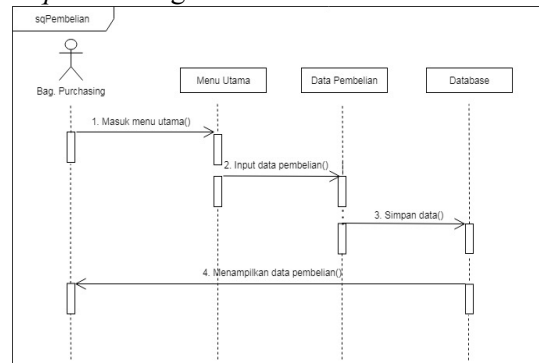 sqPembelian
Bag. Purchasing
Menu Utama
Data Pembelian
Database
1. Masuk menu utama()
2. Input data pembelian()
3. Simpan data()
4. Menampilkan data pembelian()